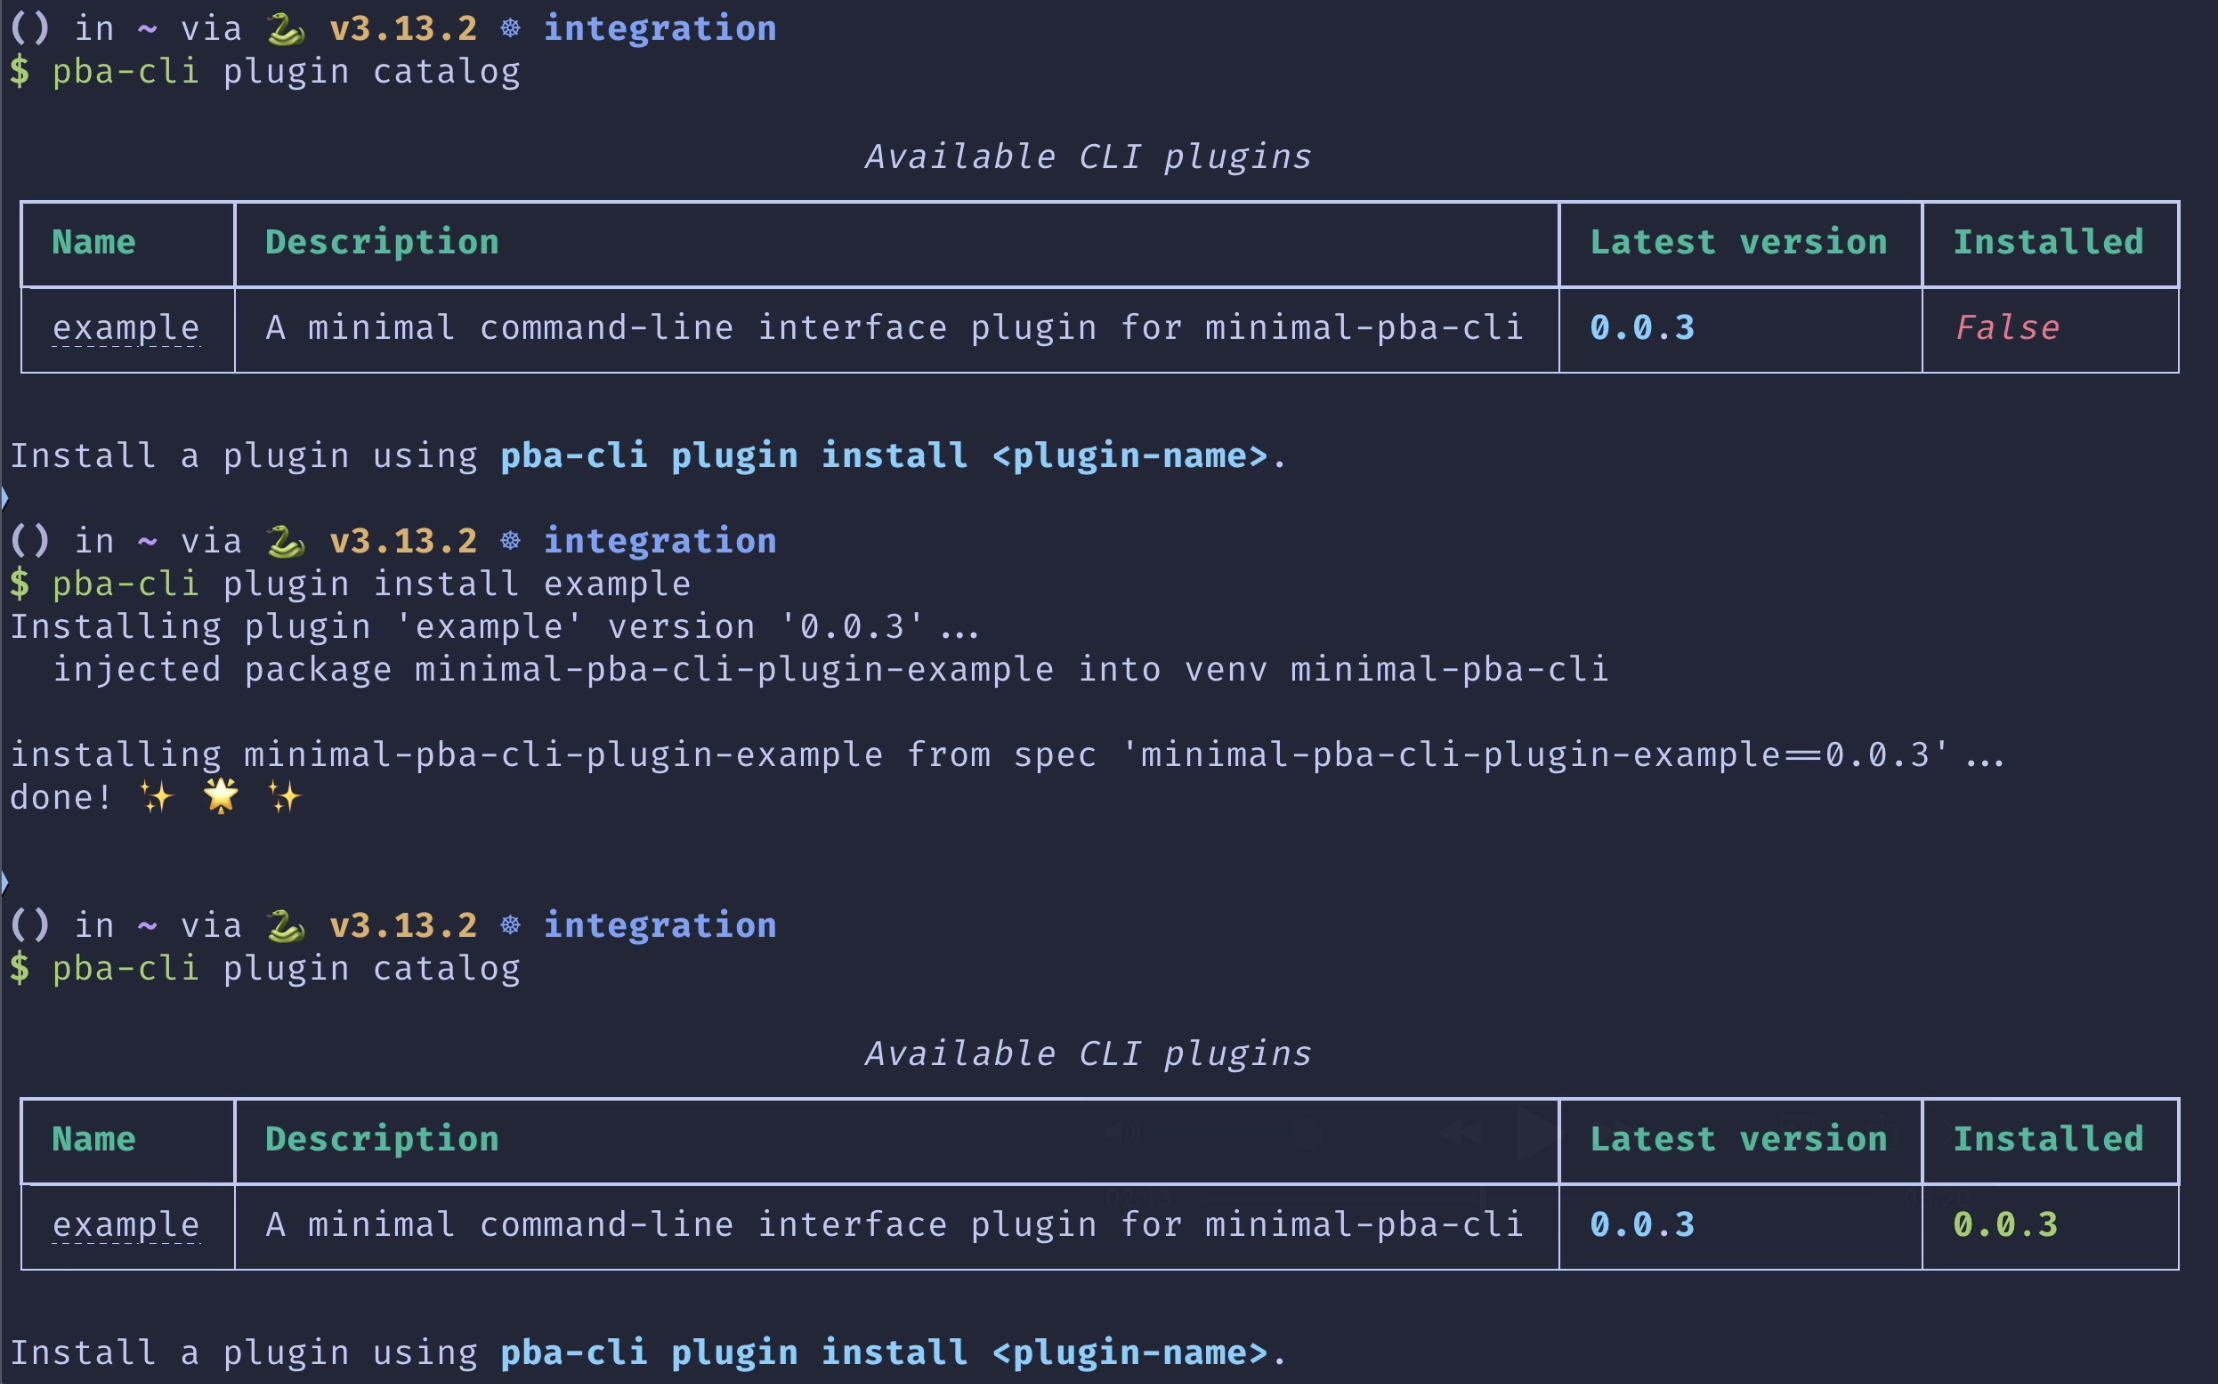 () in ~ via 🐍 v3.13.2 ☸ integration
$ pba-cli plugin catalog
Available CLI plugins
Name Description Latest version Installed
example A minimal command-line interface plugin for minimal-pba-cli 0.0.3 False
Install a plugin using pba-cli plugin install <plugin-name>.
() in ~ via 🐍 v3.13.2 ☸ integration
$ pba-cli plugin install example
Installing plugin 'example' version '0.0.3'...
injected package minimal-pba-cli-plugin-example into venv minimal-pba-cli
installing minimal-pba-cli-plugin-example from spec 'minimal-pba-cli-plugin-example==0.0.3'...
done! ✨ 🌟 ✨
() in ~ via 🐍 v3.13.2 ☸ integration
$ pba-cli plugin catalog
Available CLI plugins
Name Description Latest version Installed
example A minimal command-line interface plugin for minimal-pba-cli 0.0.3 0.0.3
Install a plugin using pba-cli plugin install <plugin-name>.